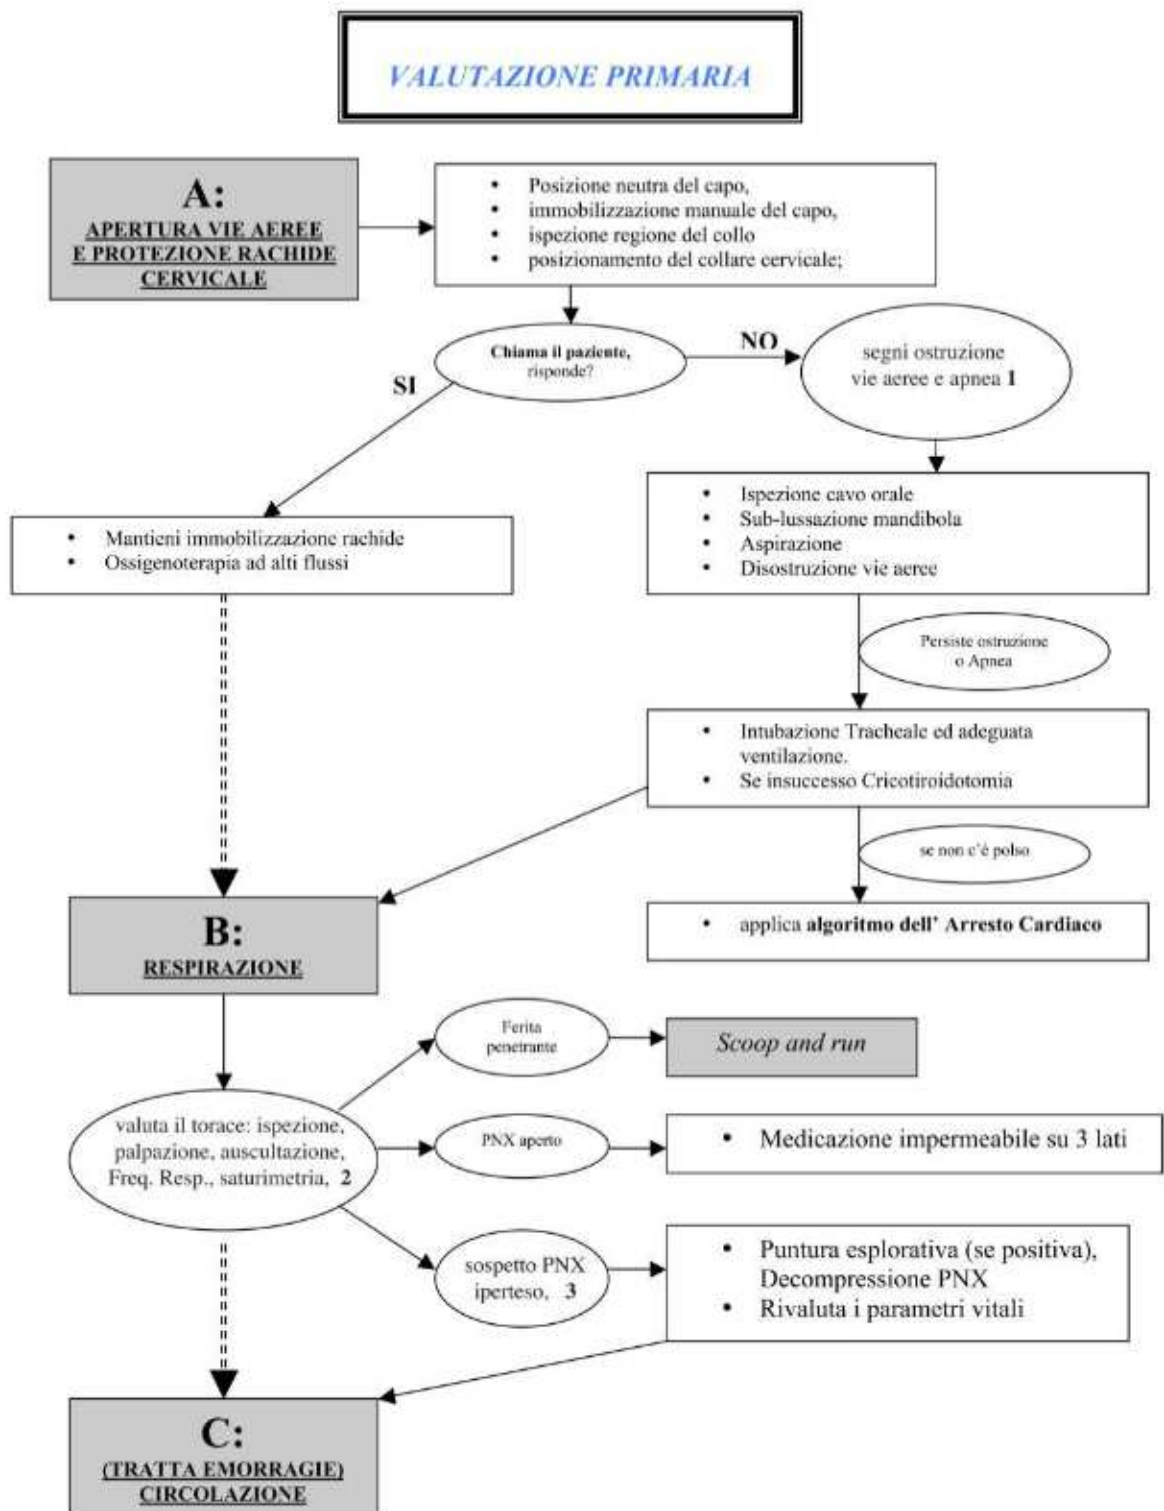 VALUTAZIONE PRIMARIA
A:
APERTURA VIE AEREE
E PROTEZIONE RACHIDE
CERVICALE
• Posizione neutra del capo,
• immobilizzazione manuale del capo,
• ispezione regione del collo
• posizionamento del collare cervicale;
Chiama il paziente,
risponde?
NO
segni ostruzione
vie aeree e apnea 1
SI
• Ispezione cavo orale
• Sub-lussazione mandibola
• Aspirazione
• Disostruzione vie aeree
• Mantieni immobilizzazione rachide
• Ossigenoterapia ad alti flussi
Persiste ostruzione
o Apnea
• Intubazione Tracheale ed adeguata
ventilazione.
• Se insuccesso Cricotiroidotomia
se non c'é polso
• applica algoritmo dell' Arresto Cardiaco
B:
RESPIRAZIONE
Ferita
penetrante
Scoop and run
valuta il torace: ispezione,
palpazione, auscultazione,
Freq. Resp., saturimetria, 2
PNX aperto
• Medicazione impermeabile su 3 lati
sospetto PNX
iperteso, 3
• Puntura esplorativa (se positiva),
Decompressione PNX
• Rivaluta i parametri vitali
C:
(TRATTA EMORRAGIE)
CIRCOLAZIONE